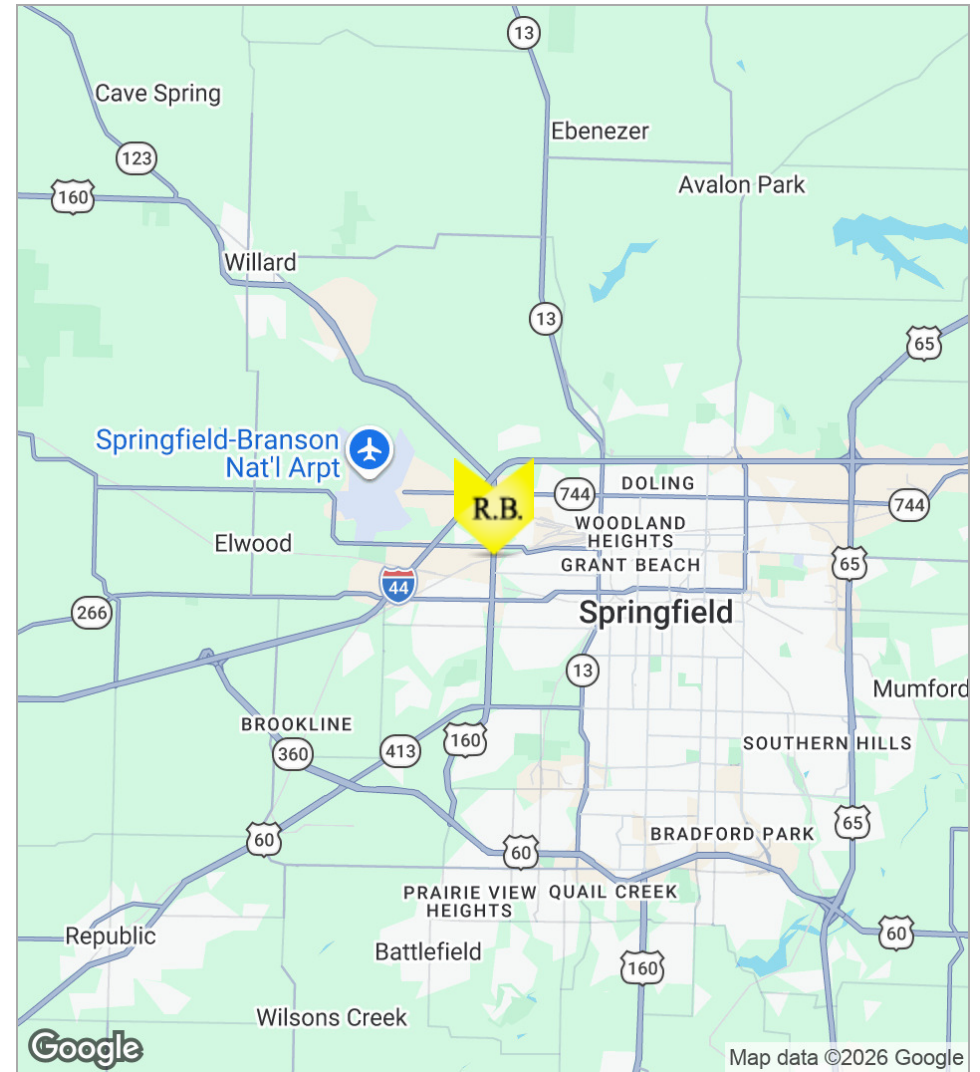 13
Cave Spring
Ebenezer
123
Avalon Park
160
Willard
13
65
Springfield-Branson
Nat'l Arpt
DOLING
R.B.
744
744
WOODLAND
HEIGHTS
Elwood
GRANT BEACH
65
44
266
Springfield
13
Mumford
BROOKLINE
160
413
360
SOUTHERN HILLS
65
60
BRADFORD PARK
60
PRAIRIE VIEW
HEIGHTS
QUAIL CREEK
Republic
60
Battlefield
160
Wilsons Creek
Google
Map data ©2026 Google